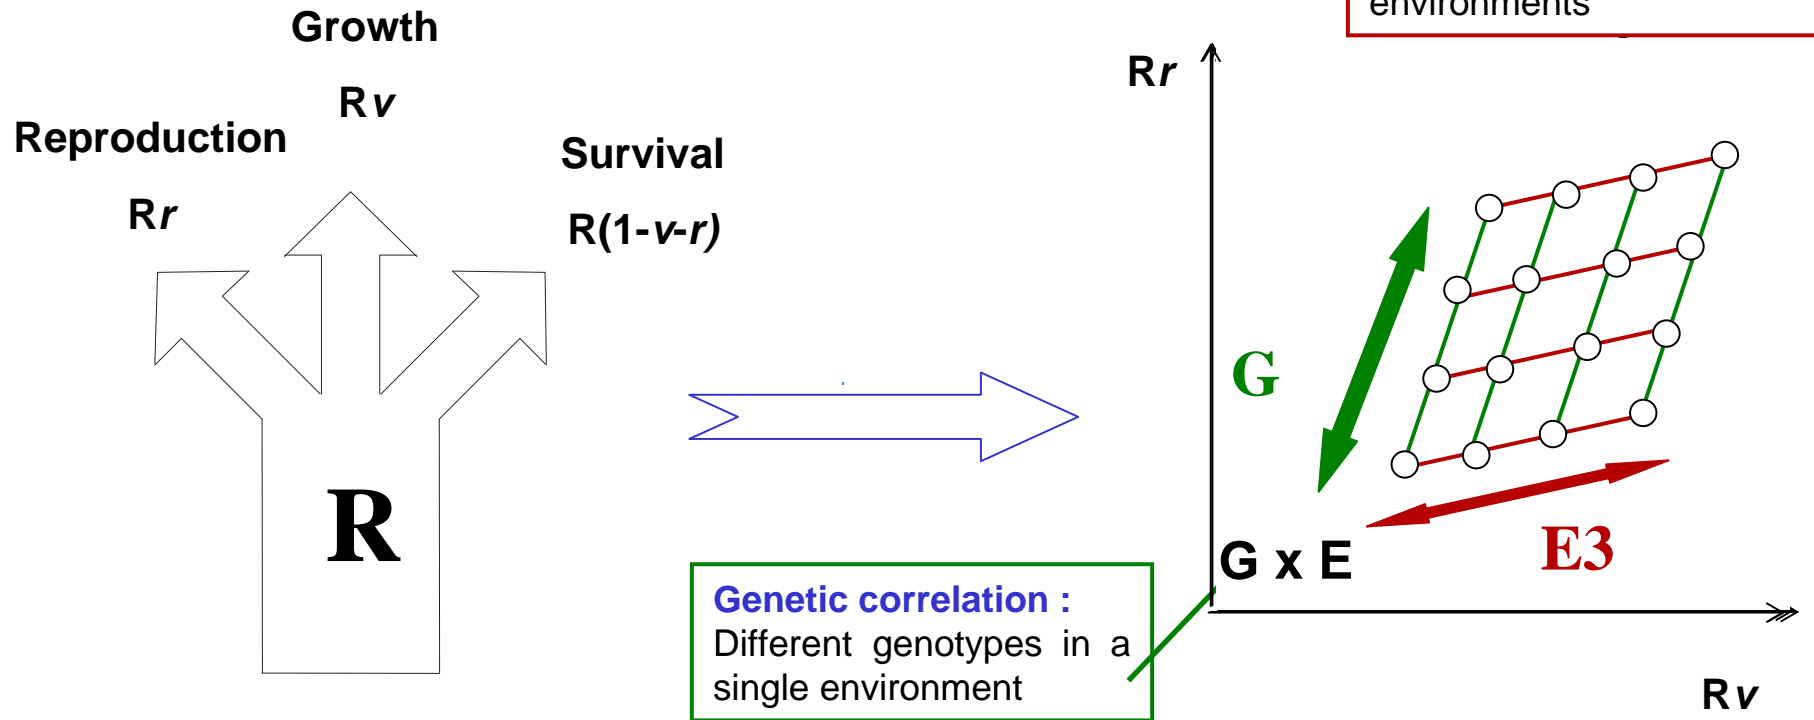 Growth
Rv
Reproduction
Rr
Survival
R(1-v-r)
R
environments
Rr
G
E3
G x E
Rv
Genetic correlation :
Different genotypes in a
single environment